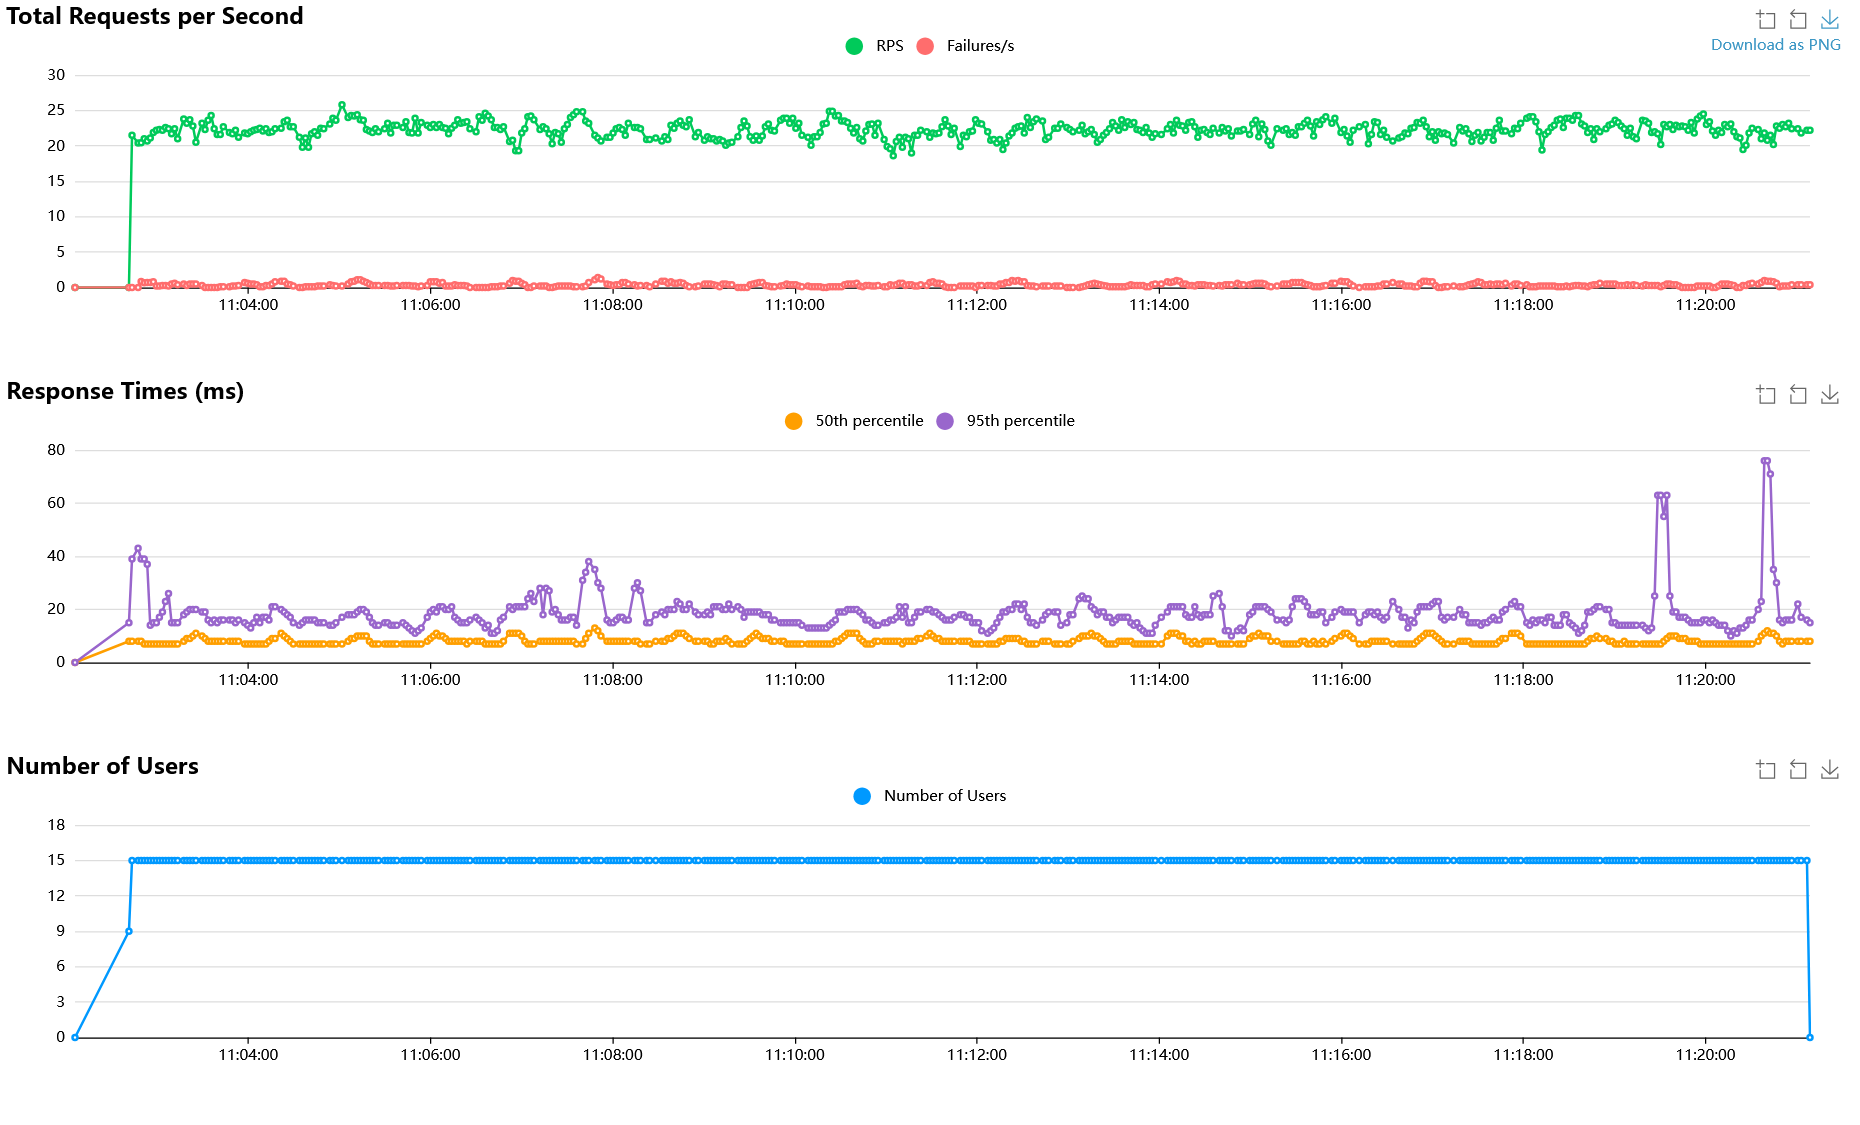 Total Requests per Second
RPS Failures/s
Download as PNG
30
25
20
15
10
5
0
11:04:00 11:06:00 11:08:00 11:10:00 11:12:00 11:14:00 11:16:00 11:18:00 11:20:00
Response Times (ms)
50th percentile 95th percentile
80
60
40
20
0
11:04:00 11:06:00 11:08:00 11:10:00 11:12:00 11:14:00 11:16:00 11:18:00 11:20:00
Number of Users
Number of Users
18
15
12
9
6
3
0
11:04:00 11:06:00 11:08:00 11:10:00 11:12:00 11:14:00 11:16:00 11:18:00 11:20:00